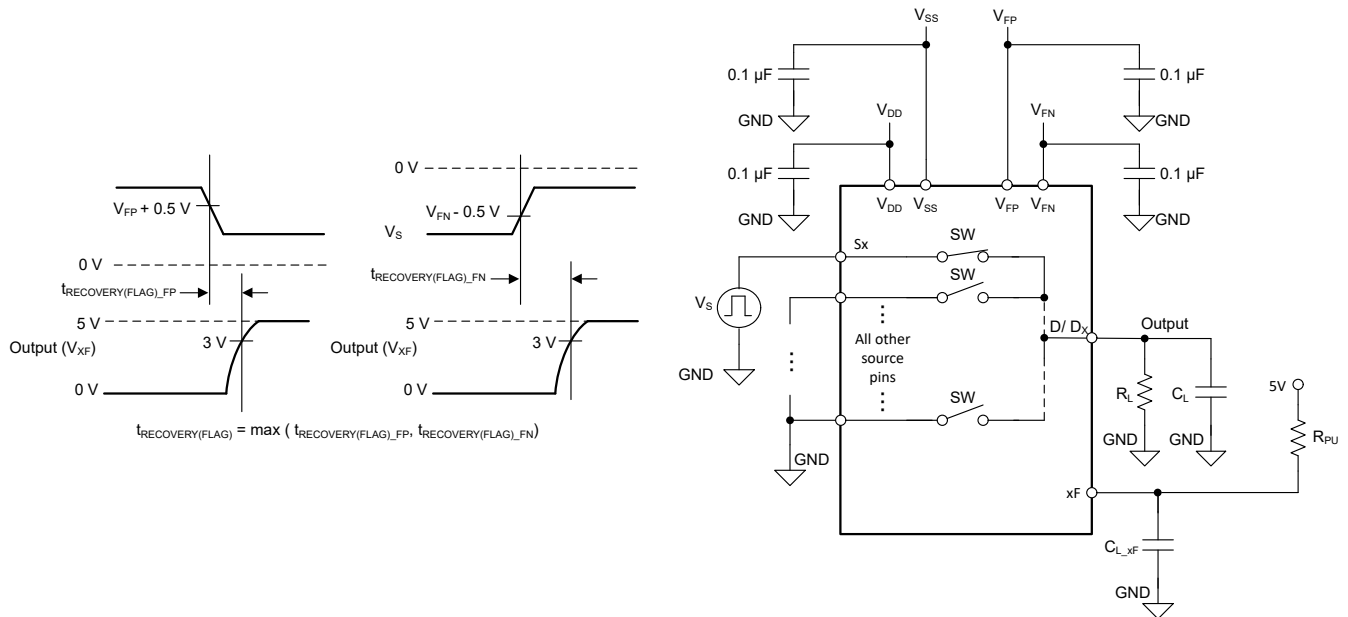 0 V
V_FP + 0.5 V
0 V
t_RECOVERY(FLAG)_FP
5 V
3 V
Output (V_XF)
0 V
0 V
V_FN - 0.5 V
V_S
t_RECOVERY(FLAG)_FN
5 V
3 V
Output (V_XF)
0 V
t_RECOVERY(FLAG) = max ( t_RECOVERY(FLAG)_FP, t_RECOVERY(FLAG)_FN)
V_SS
V_FP
0.1 µF
0.1 µF
GND
V_DD
V_FN
GND
0.1 µF
0.1 µF
GND
V_DD
V_SS
V_FP
V_FN
GND
Sx
SW
SW
V_S
GND
All other
source
pins
D/ D_X
Output
SW
GND
R_L
C_L
GND
GND
5V
R_PU
xF
C_L_xF
GND